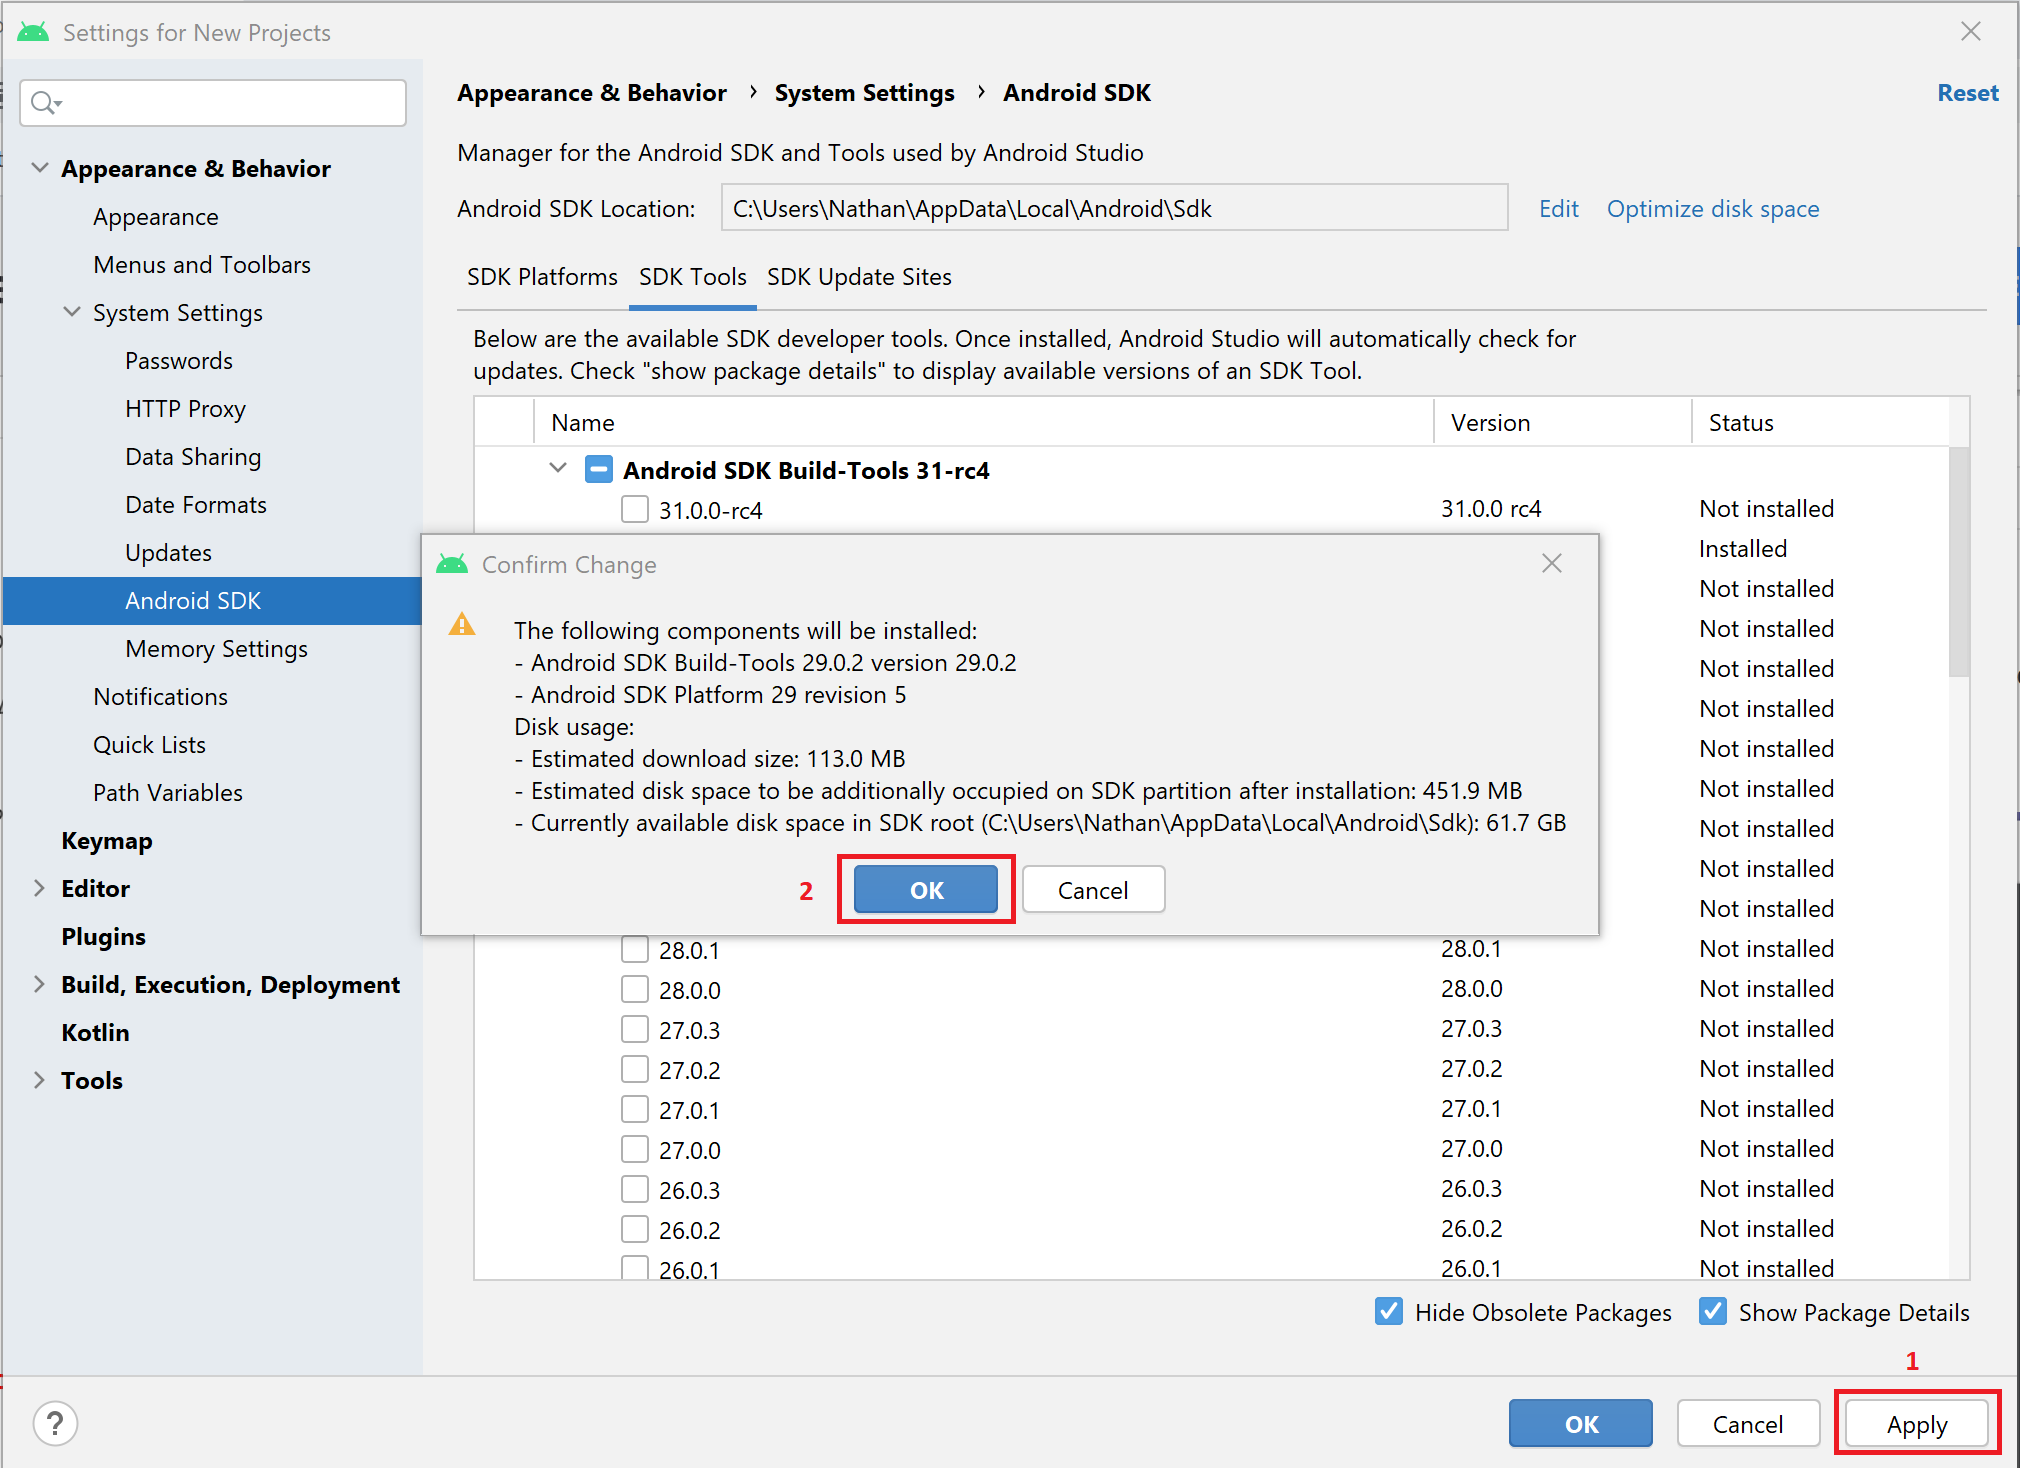 Settings for New Projects
Appearance & Behavior
Appearance
Menus and Toolbars
System Settings
Passwords
HTTP Proxy
Data Sharing
Date Formats
Updates
Android SDK
Memory Settings
Notifications
Quick Lists
Path Variables
Keymap
Editor
Plugins
Build, Execution, Deployment
Kotlin
Tools
Appearance & Behavior › System Settings › Android SDK
Reset
Manager for the Android SDK and Tools used by Android Studio
Android SDK Location: C:\Users\Nathan\AppData\Local\Android\Sdk Edit Optimize disk space
SDK Platforms SDK Tools SDK Update Sites
Below are the available SDK developer tools. Once installed, Android Studio will automatically check for
updates. Check "show package details" to display available versions of an SDK Tool.
Name Version Status
Android SDK Build-Tools 31-rc4
31.0.0-rc4 31.0.0 rc4 Not installed
Installed
Not installed
Not installed
Not installed
Not installed
Not installed
Not installed
Not installed
Not installed
Not installed
Confirm Change
The following components will be installed:
- Android SDK Build-Tools 29.0.2 version 29.0.2
- Android SDK Platform 29 revision 5
Disk usage:
- Estimated download size: 113.0 MB
- Estimated disk space to be additionally occupied on SDK partition after installation: 451.9 MB
- Currently available disk space in SDK root (C:\Users\Nathan\AppData\Local\Android\Sdk): 61.7 GB
2 OK Cancel
28.0.1 28.0.1 Not installed
28.0.0 28.0.0 Not installed
27.0.3 27.0.3 Not installed
27.0.2 27.0.2 Not installed
27.0.1 27.0.1 Not installed
27.0.0 27.0.0 Not installed
26.0.3 26.0.3 Not installed
26.0.2 26.0.2 Not installed
26.0.1 26.0.1 Not installed
Hide Obsolete Packages Show Package Details
1
? OK Cancel Apply